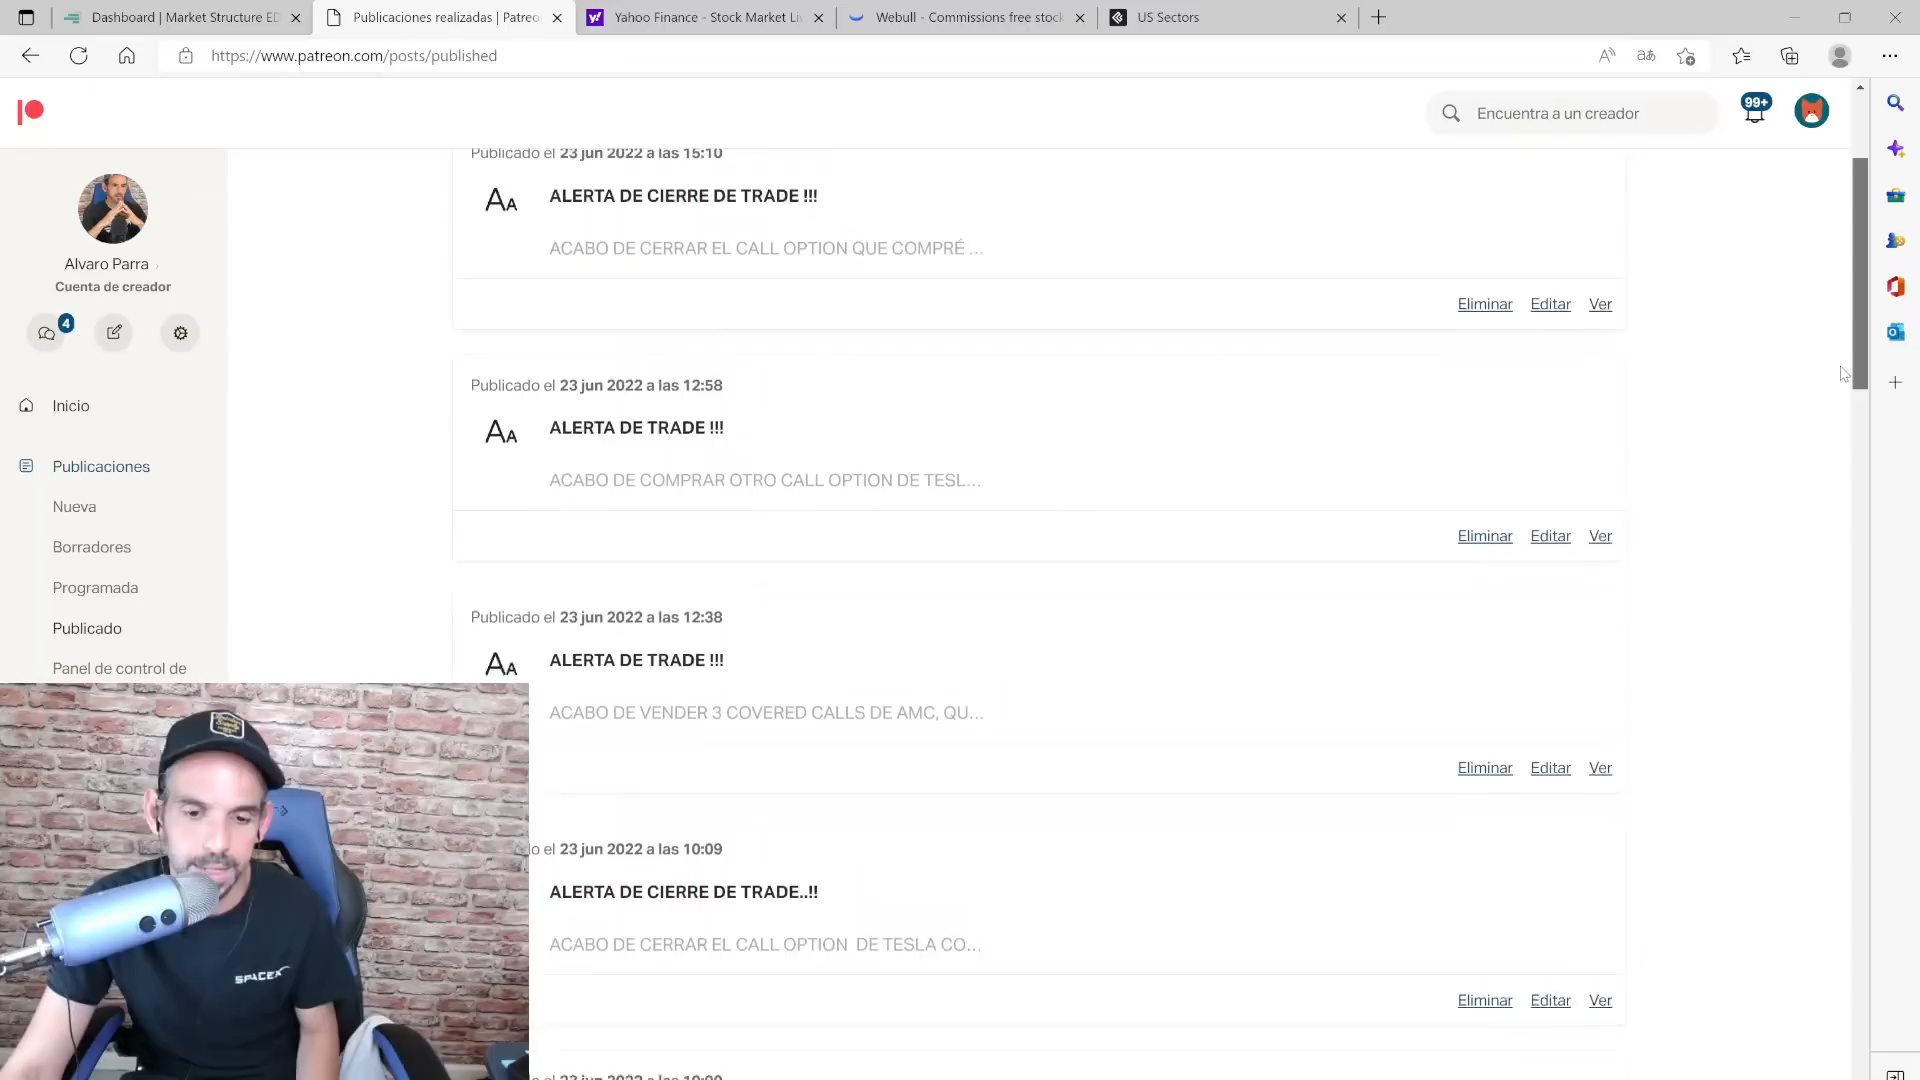 Dashboard | Market Structure ED
Publicaciones realizadas | Patreo
Yahoo Finance - Stock Market Li
Webull - Commissions free stock
US Sectors
https://www.patreon.com/posts/published
Encuentra a un creador
99+
Alvaro Parra
Cuenta de creador
4
Inicio
Publicaciones
Nueva
Borradores
Programada
Publicado
Panel de control de
Publicado el 23 jun 2022 a las 15:10
ALERTA DE CIERRE DE TRADE !!!
ACABO DE CERRAR EL CALL OPTION QUE COMPRÉ ...
Eliminar Editar Ver
Publicado el 23 jun 2022 a las 12:58
ALERTA DE TRADE !!!
ACABO DE COMPRAR OTRO CALL OPTION DE TESL...
Eliminar Editar Ver
Publicado el 23 jun 2022 a las 12:38
ALERTA DE TRADE !!!
ACABO DE VENDER 3 COVERED CALLS DE AMC, QU...
Eliminar Editar Ver
lo el 23 jun 2022 a las 10:09
ALERTA DE CIERRE DE TRADE..!!
ACABO DE CERRAR EL CALL OPTION DE TESLA CO...
Eliminar Editar Ver
SPACEX